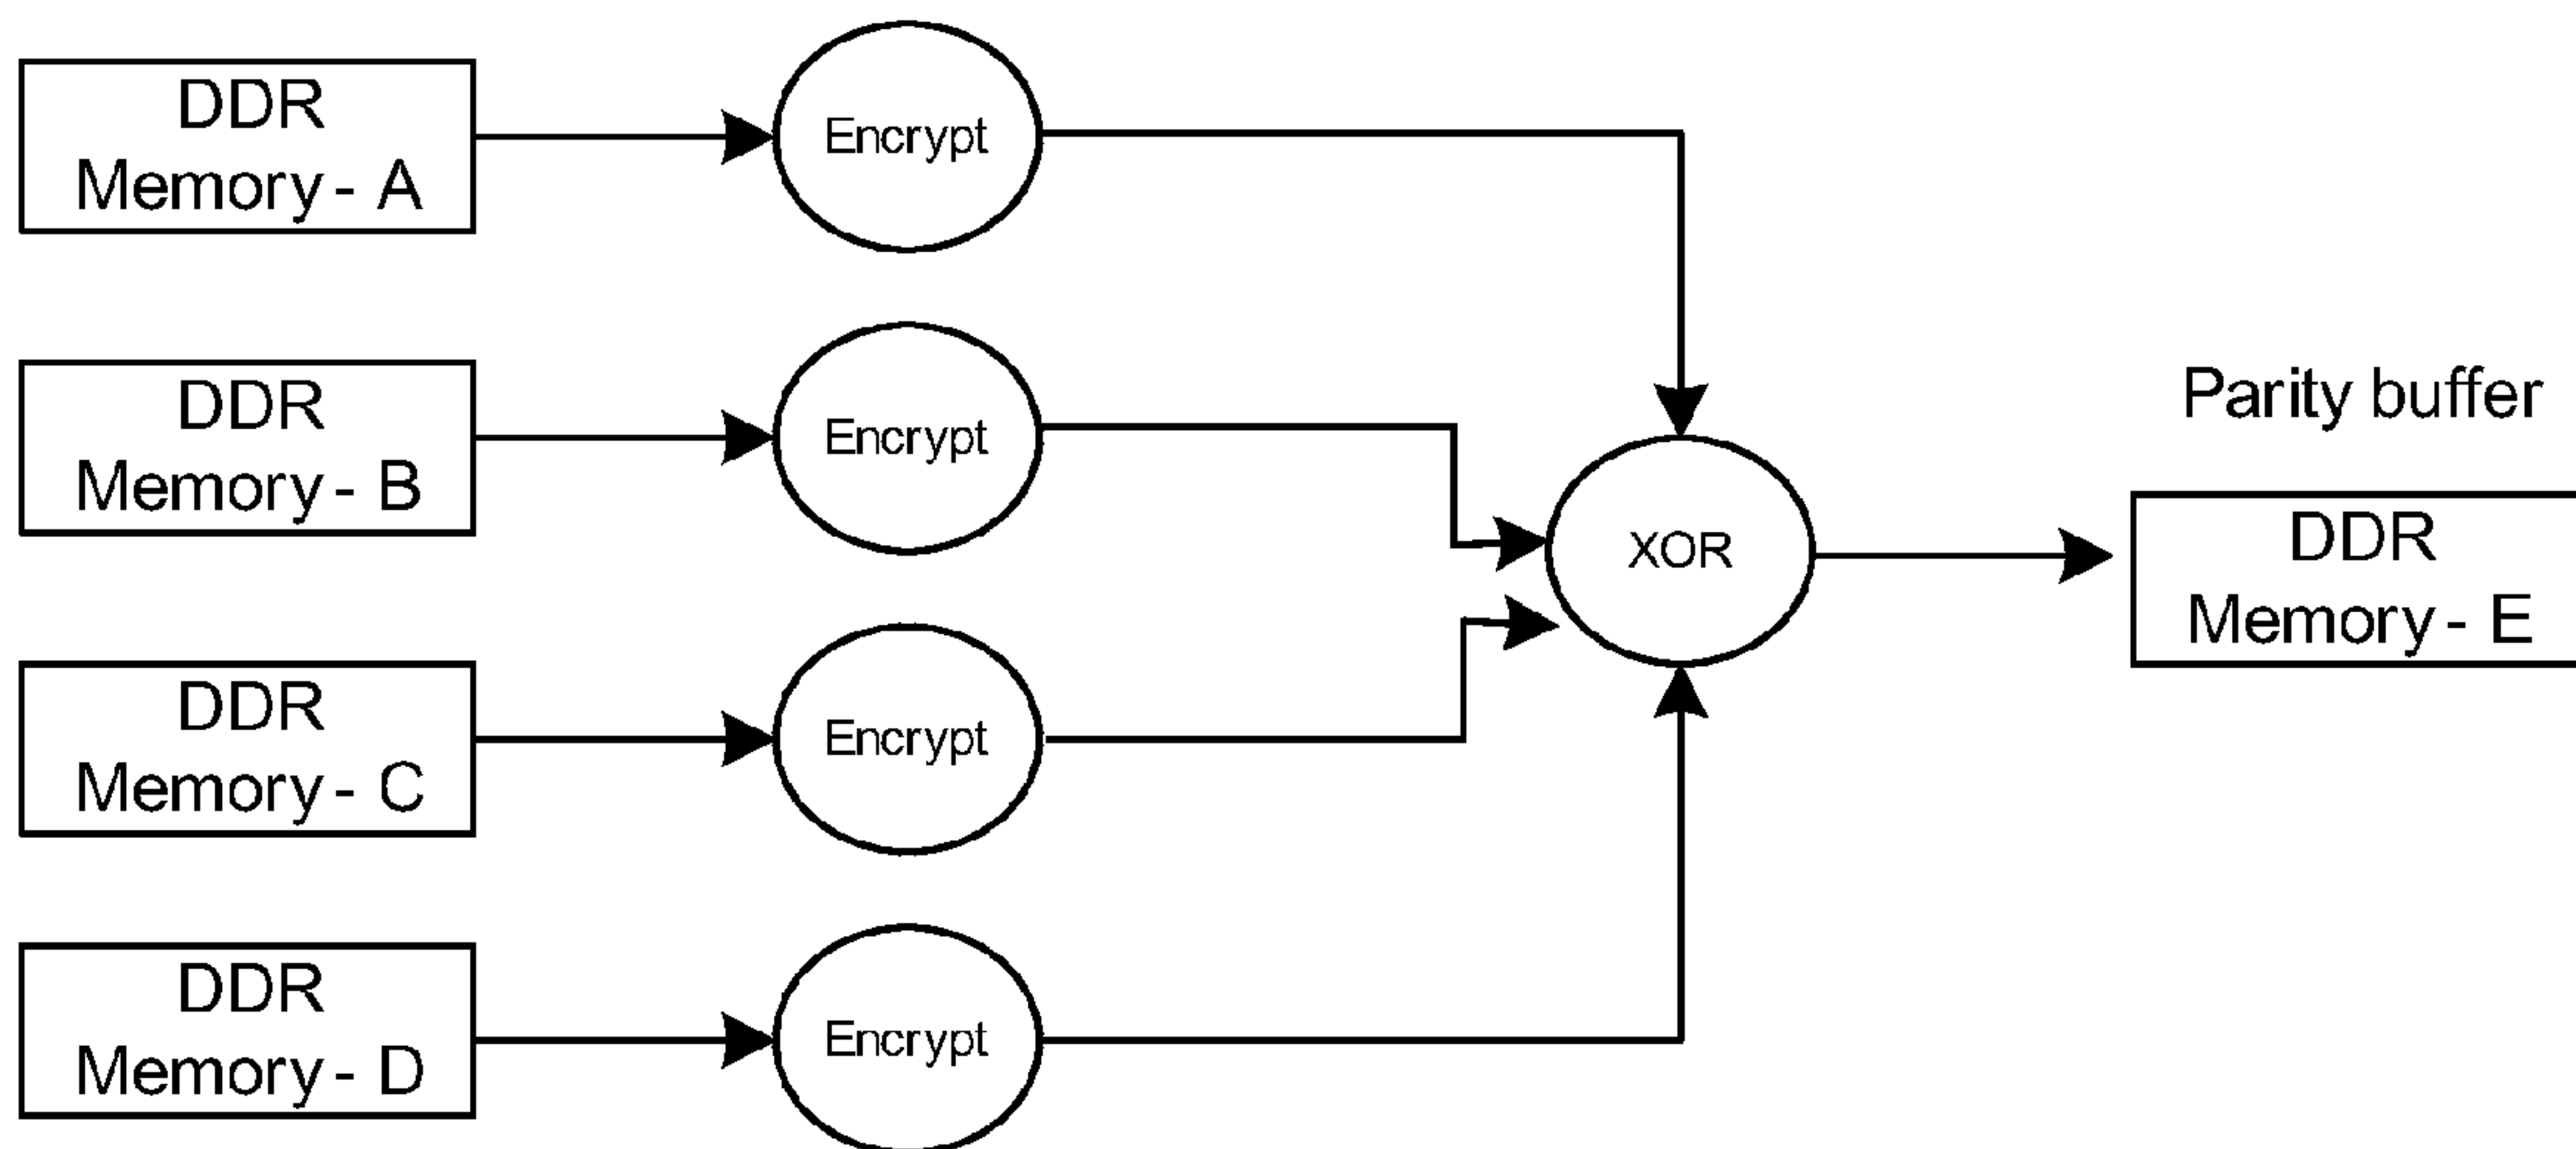 DDR
Memory - A
Encrypt
DDR
Memory - B
Encrypt
Parity buffer
XOR
DDR
Memory - E
DDR
Memory - C
Encrypt
DDR
Memory - D
Encrypt